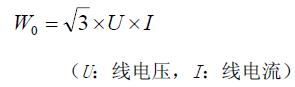 W₀ = √3 × U × I
（U：线电压，I：线电流）